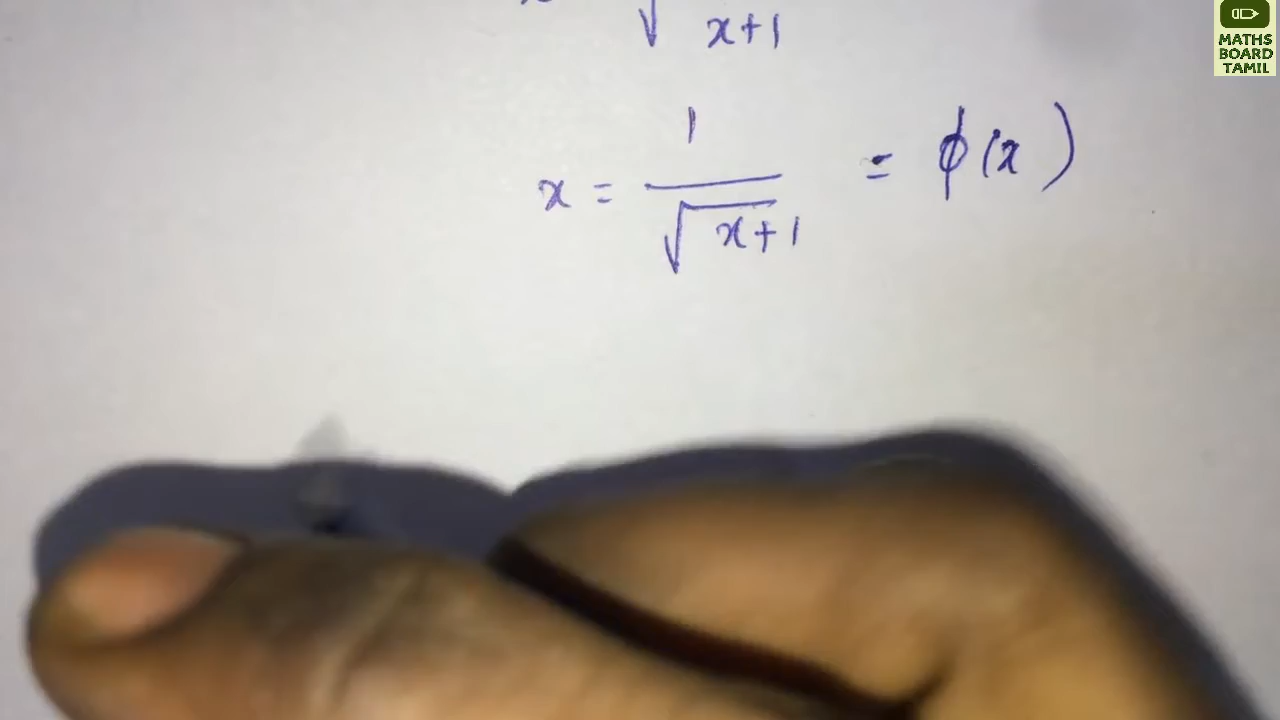 √x+1
x = 1/√x+1 = ϕ(x)
MATHS
BOARD
TAMIL